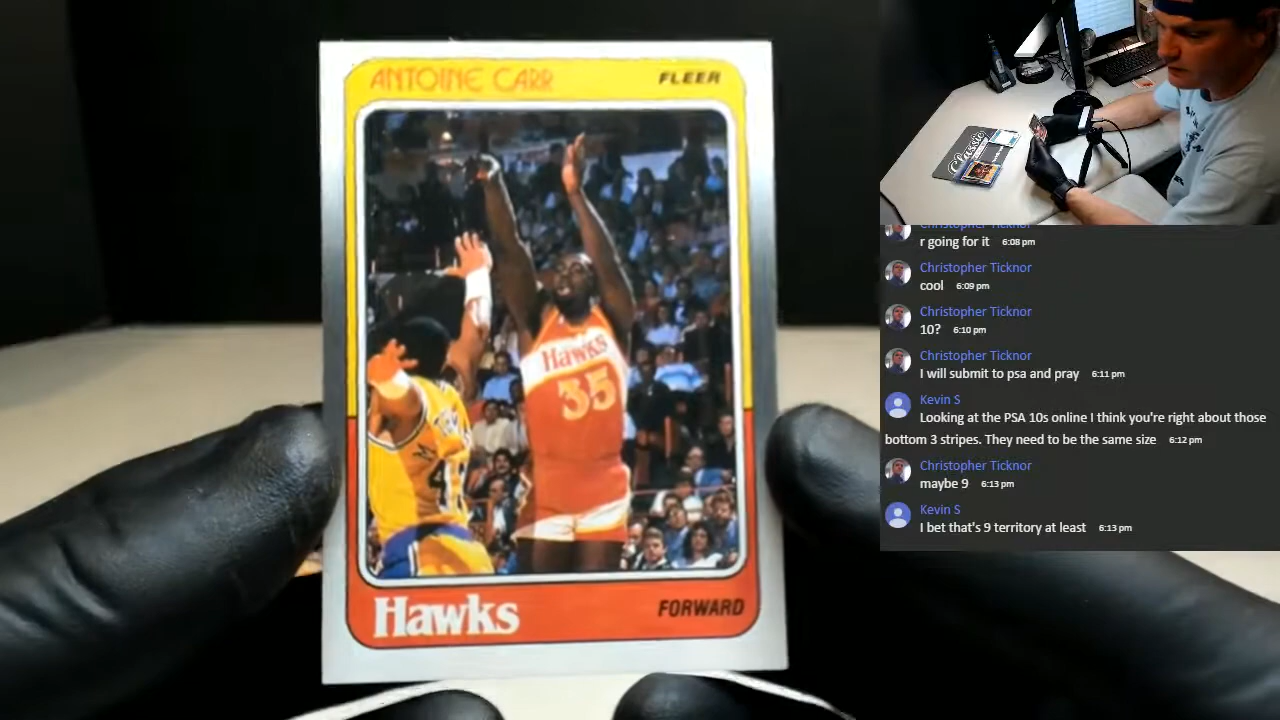 ANTOINE CARR FLEER
Hawks
35
Hawks FORWARD
Classic
Christopher Ticknor
r going for it 6:08 pm
Christopher Ticknor
cool 6:09 pm
Christopher Ticknor
10? 6:10 pm
Christopher Ticknor
I will submit to psa and pray 6:11 pm
Kevin S
Looking at the PSA 10s online I think you're right about those
bottom 3 stripes. They need to be the same size 6:12 pm
Christopher Ticknor
maybe 9 6:13 pm
Kevin S
I bet that's 9 territory at least 6:13 pm